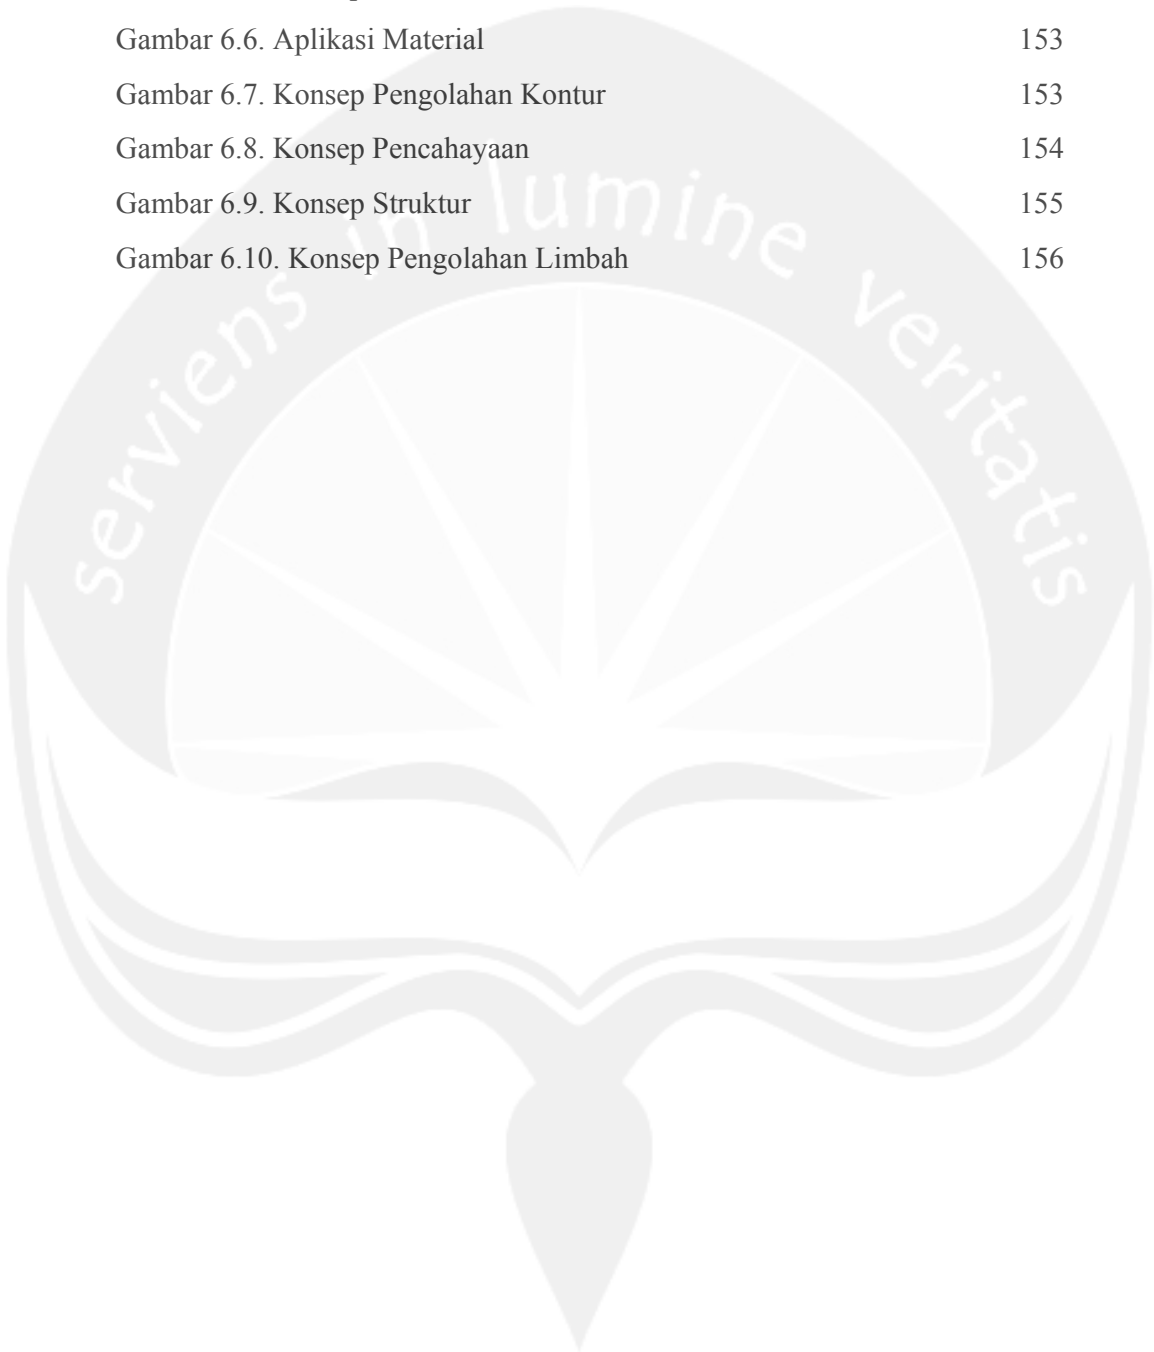 Gambar 6.6. Aplikasi Material 153
Gambar 6.7. Konsep Pengolahan Kontur 153
Gambar 6.8. Konsep Pencahayaan 154
Gambar 6.9. Konsep Struktur 155
Gambar 6.10. Konsep Pengolahan Limbah 156
serviens in lumine veritatis